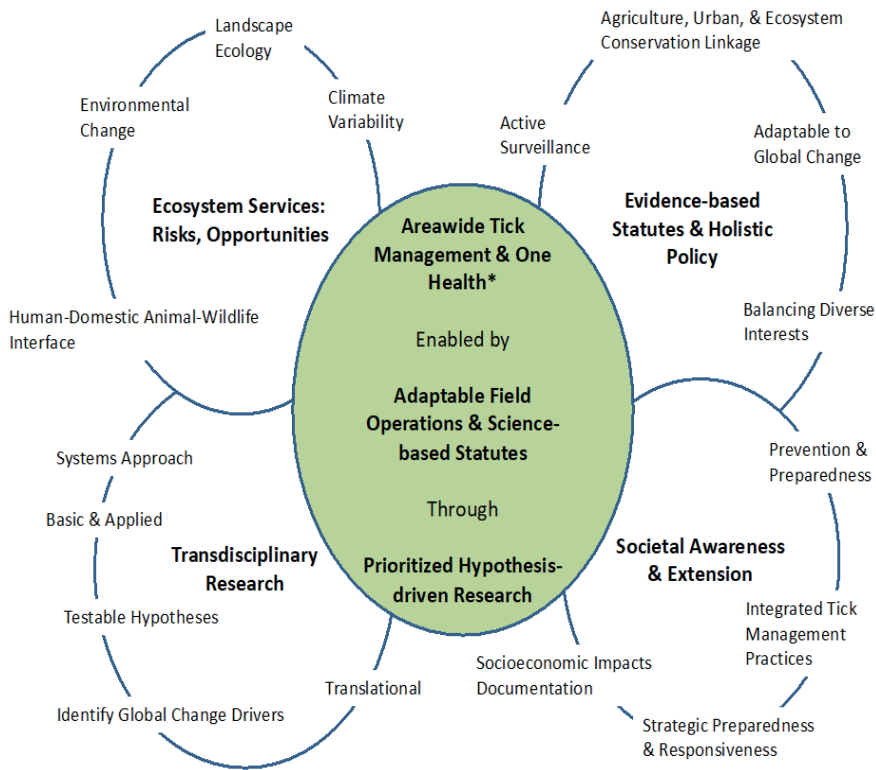 Landscape
Ecology
Environmental
Change
Climate
Variability
Ecosystem Services:
Risks, Opportunities
Human-Domestic Animal-Wildlife
Interface
Agriculture, Urban, & Ecosystem
Conservation Linkage
Active
Surveillance
Adaptable to
Global Change
Evidence-based
Statutes & Holistic
Policy
Balancing Diverse
Interests
Areawide Tick
Management & One
Health*
Enabled by
Adaptable Field
Operations & Science-
based Statutes
Through
Prioritized Hypothesis-
driven Research
Systems Approach
Basic & Applied
Transdisciplinary
Research
Testable Hypotheses
Identify Global Change Drivers
Translational
Prevention &
Preparedness
Societal Awareness
& Extension
Integrated Tick
Management
Practices
Socioeconomic Impacts
Documentation
Strategic Preparedness
& Responsiveness